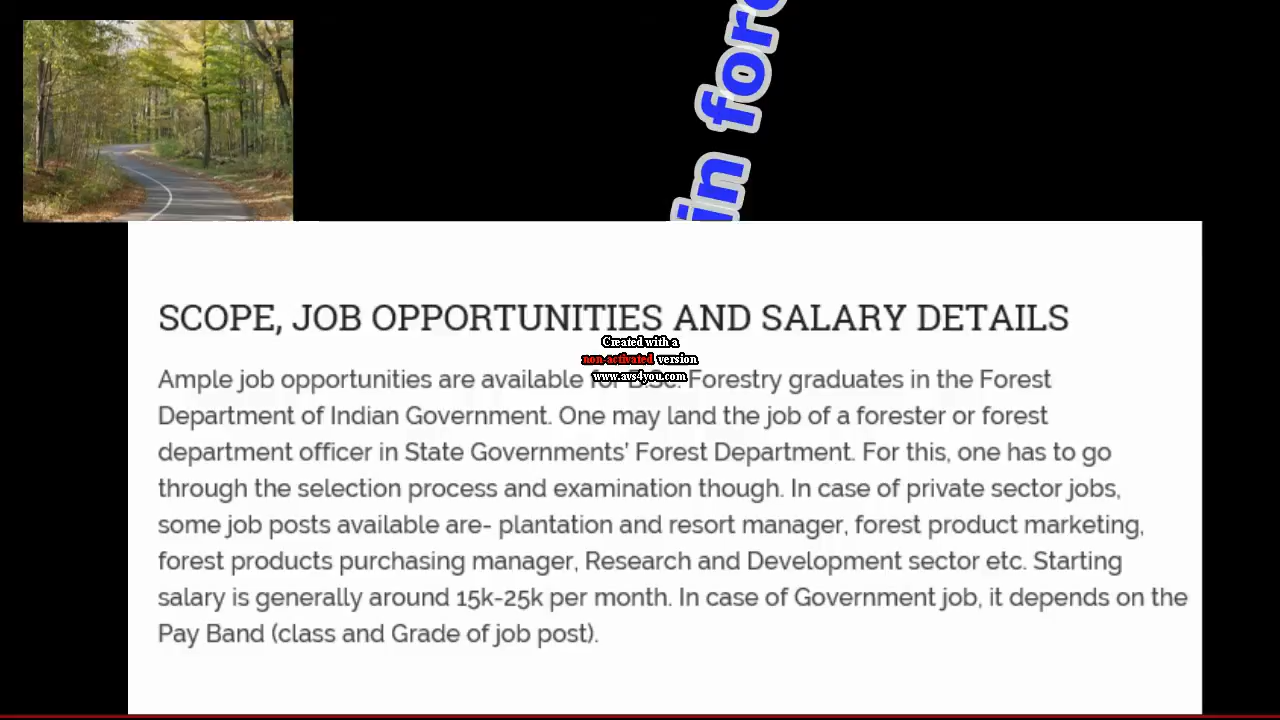 in fore
SCOPE, JOB OPPORTUNITIES AND SALARY DETAILS
Created with a
non-activated version
www.avs4you.com
Ample job opportunities are available for B.Sc. Forestry graduates in the Forest
Department of Indian Government. One may land the job of a forester or forest
department officer in State Governments’ Forest Department. For this, one has to go
through the selection process and examination though. In case of private sector jobs,
some job posts available are- plantation and resort manager, forest product marketing,
forest products purchasing manager, Research and Development sector etc. Starting
salary is generally around 15k-25k per month. In case of Government job, it depends on the
Pay Band (class and Grade of job post).